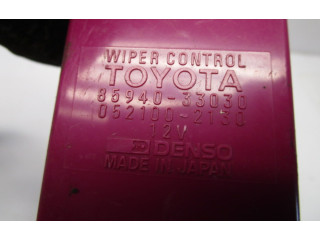 WIPER CONTROL
TOYOTA
85940-33030
052100-2130
12V
DENSO
MADE IN JAPAN